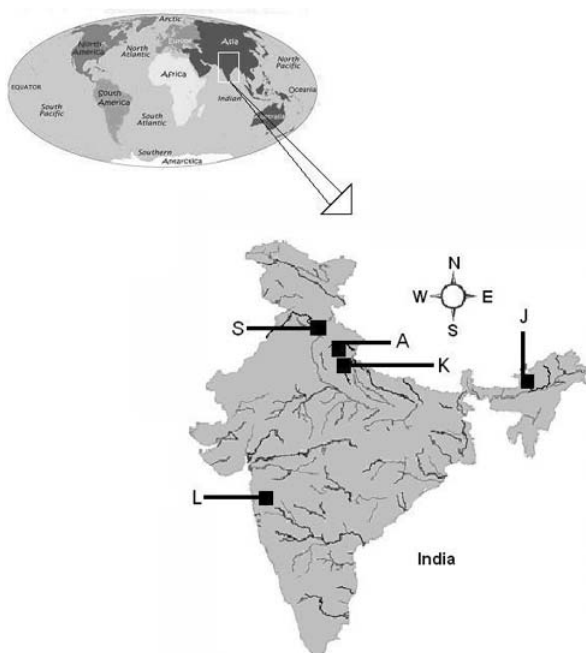 Arctic
North America
North Atlantic
Europe
Asia
North Pacific
Africa
EQUATOR
Oceania
South Pacific
South America
South Atlantic
Indian
Australia
Southern
Antarctica
N
W E
S
S
A
K
J
L
India